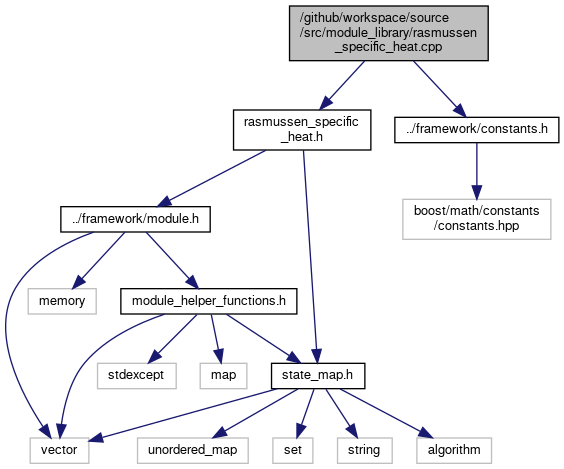 /github/workspace/source
/src/module_library/rasmussen
_specific_heat.cpp
rasmussen_specific
_heat.h
../framework/constants.h
../framework/module.h
boost/math/constants
/constants.hpp
memory
module_helper_functions.h
stdexcept
map
state_map.h
vector
unordered_map
set
string
algorithm